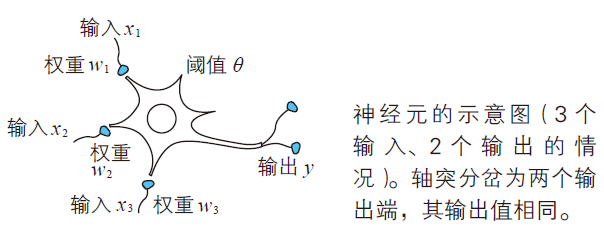 输入 x₁
权重 w₁
阈值 θ
输入 x₂
权重
w₂
输出 y
输入 x₃
权重 w₃
神经元的示意图(3个
输入、2个输出的情
况)。轴突分岔为两个输
出端，其输出值相同。